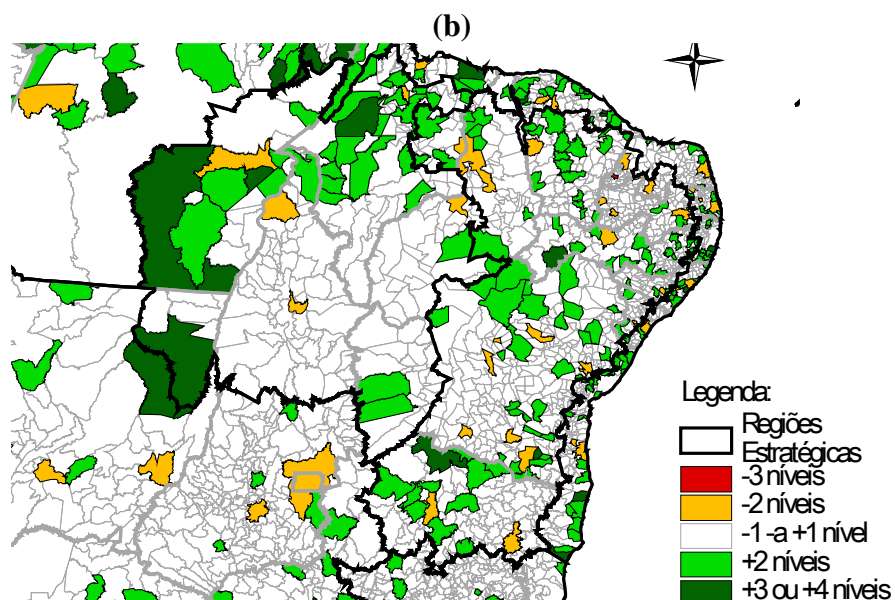 (b)
Legenda:
Regiões
Estratégicas
-3 níveis
-2 níveis
-1 -a +1 nível
+2 níveis
+3 ou +4 níveis